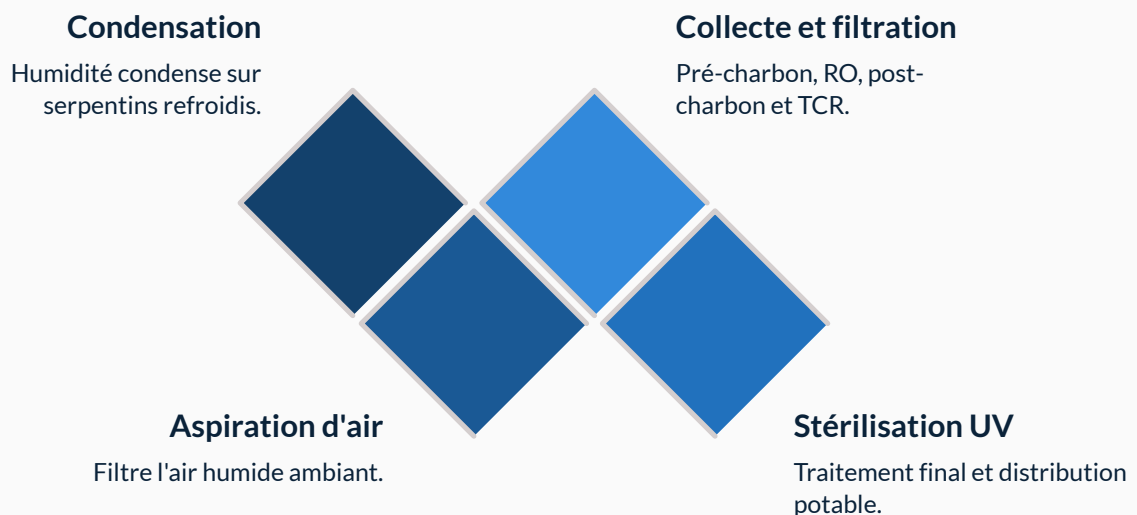 Condensation
Humidité condense sur
serpentins refroidis.
Collecte et filtration
Pré-charbon, RO, post-
charbon et TCR.
Aspiration d'air
Filtre l'air humide ambiant.
Stérilisation UV
Traitement final et distribution
potable.